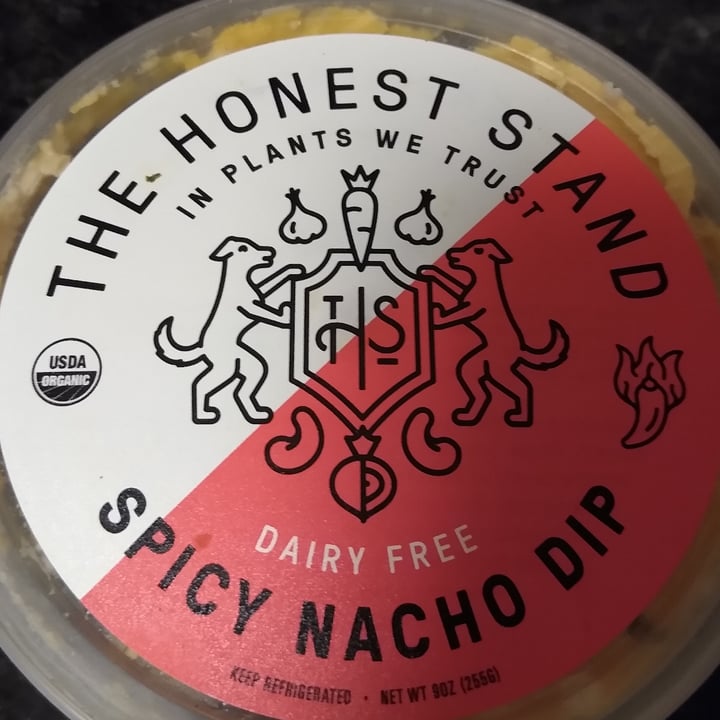 THE HONEST STAND
IN PLANTS WE TRUST
THS
USDA
ORGANIC
DAIRY FREE
SPICY NACHO DIP
KEEP REFRIGERATED • NET WT 9OZ (255G)